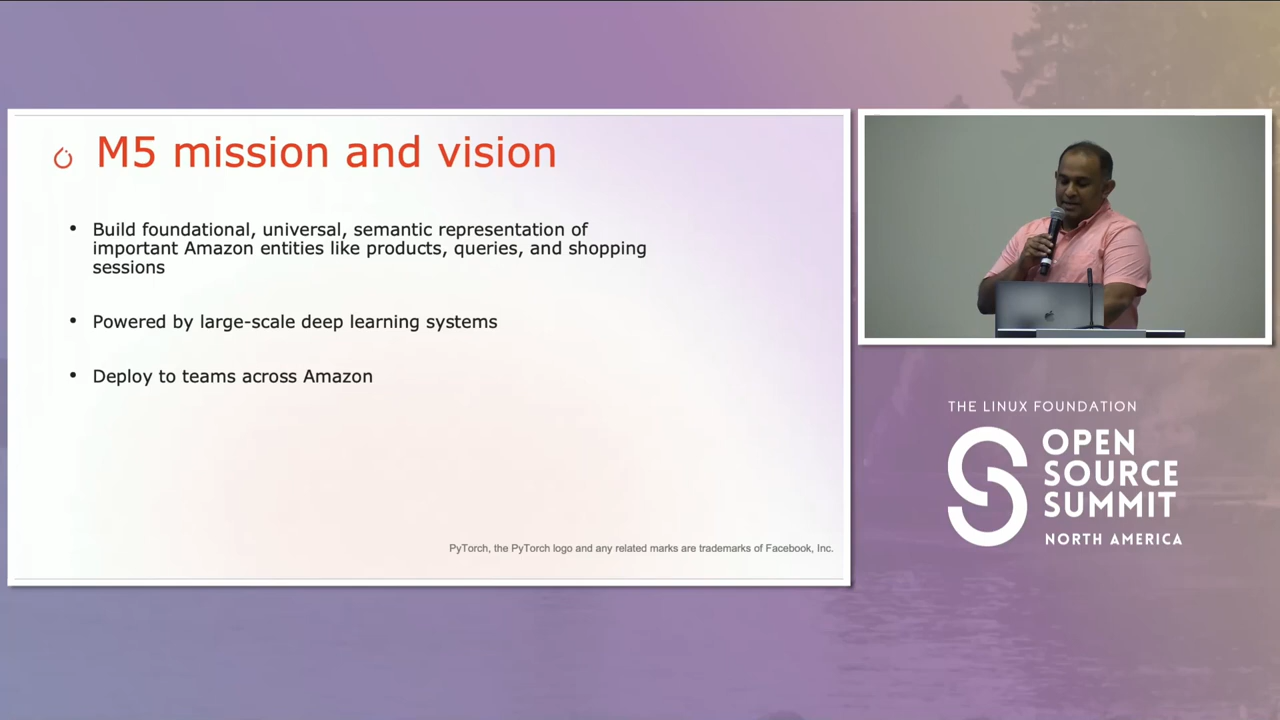 M5 mission and vision
• Build foundational, universal, semantic representation of
important Amazon entities like products, queries, and shopping
sessions
• Powered by large-scale deep learning systems
• Deploy to teams across Amazon
PyTorch, the PyTorch logo and any related marks are trademarks of Facebook, Inc.
THE LINUX FOUNDATION
OPEN
SOURCE
SUMMIT
NORTH AMERICA